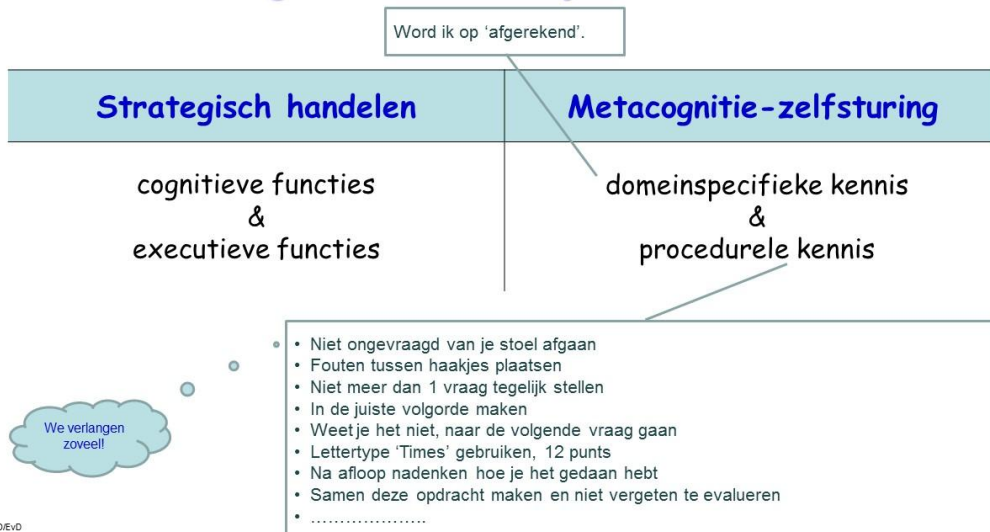 Word ik op ‘afgerekend’.
Strategisch handelen
Metacognitie-zelfsturing
cognitieve functies
&
executieve functies
domeinspecifieke kennis
&
procedurele kennis
• Niet ongevraagd van je stoel afgaan
• Fouten tussen haakjes plaatsen
• Niet meer dan 1 vraag tegelijk stellen
• In de juiste volgorde maken
• Weet je het niet, naar de volgende vraag gaan
• Lettertype ‘Times’ gebruiken, 12 punts
• Na afloop nadenken hoe je het gedaan hebt
• Samen deze opdracht maken en niet vergeten te evalueren
• ………………..
We verlangen
zoveel!